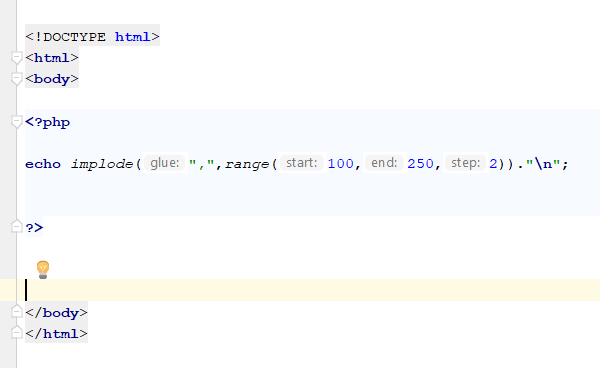 <!DOCTYPE html>
<html>
<body>
<?php
echo implode( glue: ",",range( start: 100, end: 250, step: 2))."\n";
?>
</body>
</html>